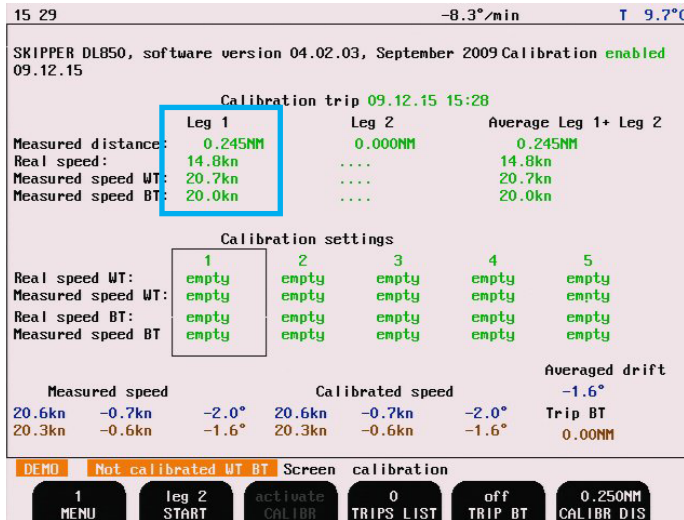 15 29 -8.3°/min T 9.7°
SKIPPER DL850, software version 04.02.03, September 2009 Calibration enabled
09.12.15
Calibration trip 09.12.15 15:28
Leg 1 Leg 2 Average Leg 1+ Leg 2
Measured distance: 0.245NM 0.000NM 0.245NM
Real speed: 14.8kn .... 14.8kn
Measured speed WT: 20.7kn .... 20.7kn
Measured speed BT: 20.0kn .... 20.0kn
Calibration settings
1 2 3 4 5
Real speed WT: empty empty empty empty empty
Measured speed WT: empty empty empty empty empty
Real speed BT: empty empty empty empty empty
Measured speed BT empty empty empty empty empty
Averaged drift
Measured speed Calibrated speed -1.6°
20.6kn -0.7kn -2.0° 20.6kn -0.7kn -2.0° Trip BT
20.3kn -0.6kn -1.6° 20.3kn -0.6kn -1.6° 0.00NM
DEMO Not calibrated WT BT Screen calibration
1 leg 2 activate 0 off 0.250NM
MENU START CALIBR TRIPS LIST TRIP BT CALIBR DIS